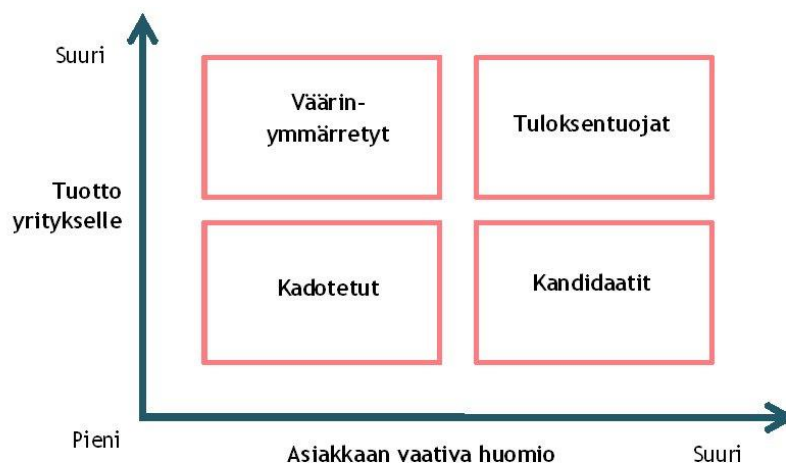 Suuri
Väärin-
ymmärretyt
Tuloksentuojat
Tuotto
yritykselle
Kadotetut
Kandidaatit
Pieni
Asiakkaan vaativa huomio
Suuri